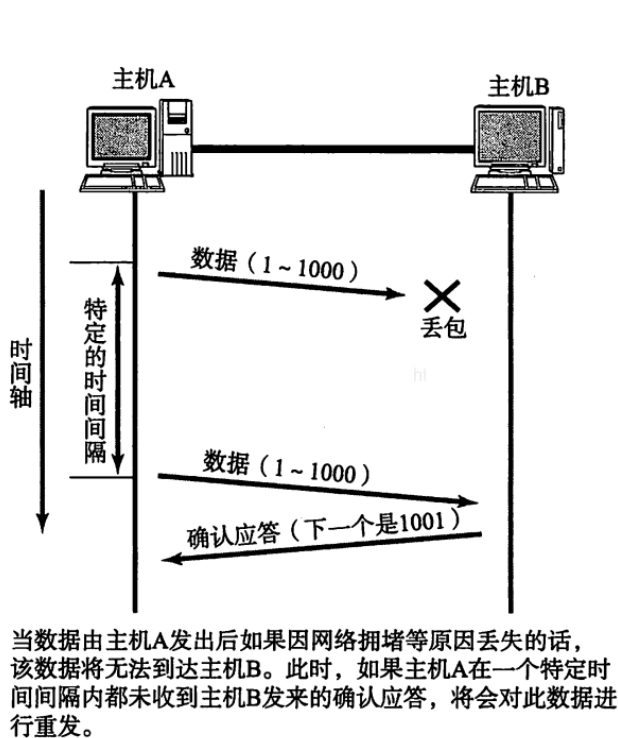 主机A
主机B
数据（1～1000）
丢包
特定的时间间隔
时间轴
hl
数据（1～1000）
确认应答（下一个是1001）
当数据由主机A发出后如果因网络拥堵等原因丢失的话，
该数据将无法到达主机B。此时，如果主机A在一个特定时
间间隔内都未收到主机B发来的确认应答，将会对此数据进
行重发。